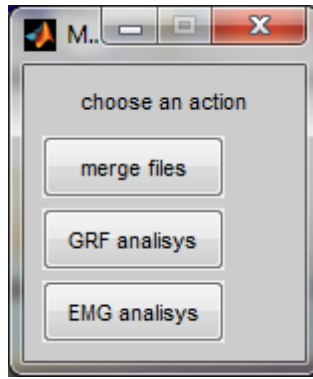 M...
choose an action
merge files
GRF analisys
EMG analisys